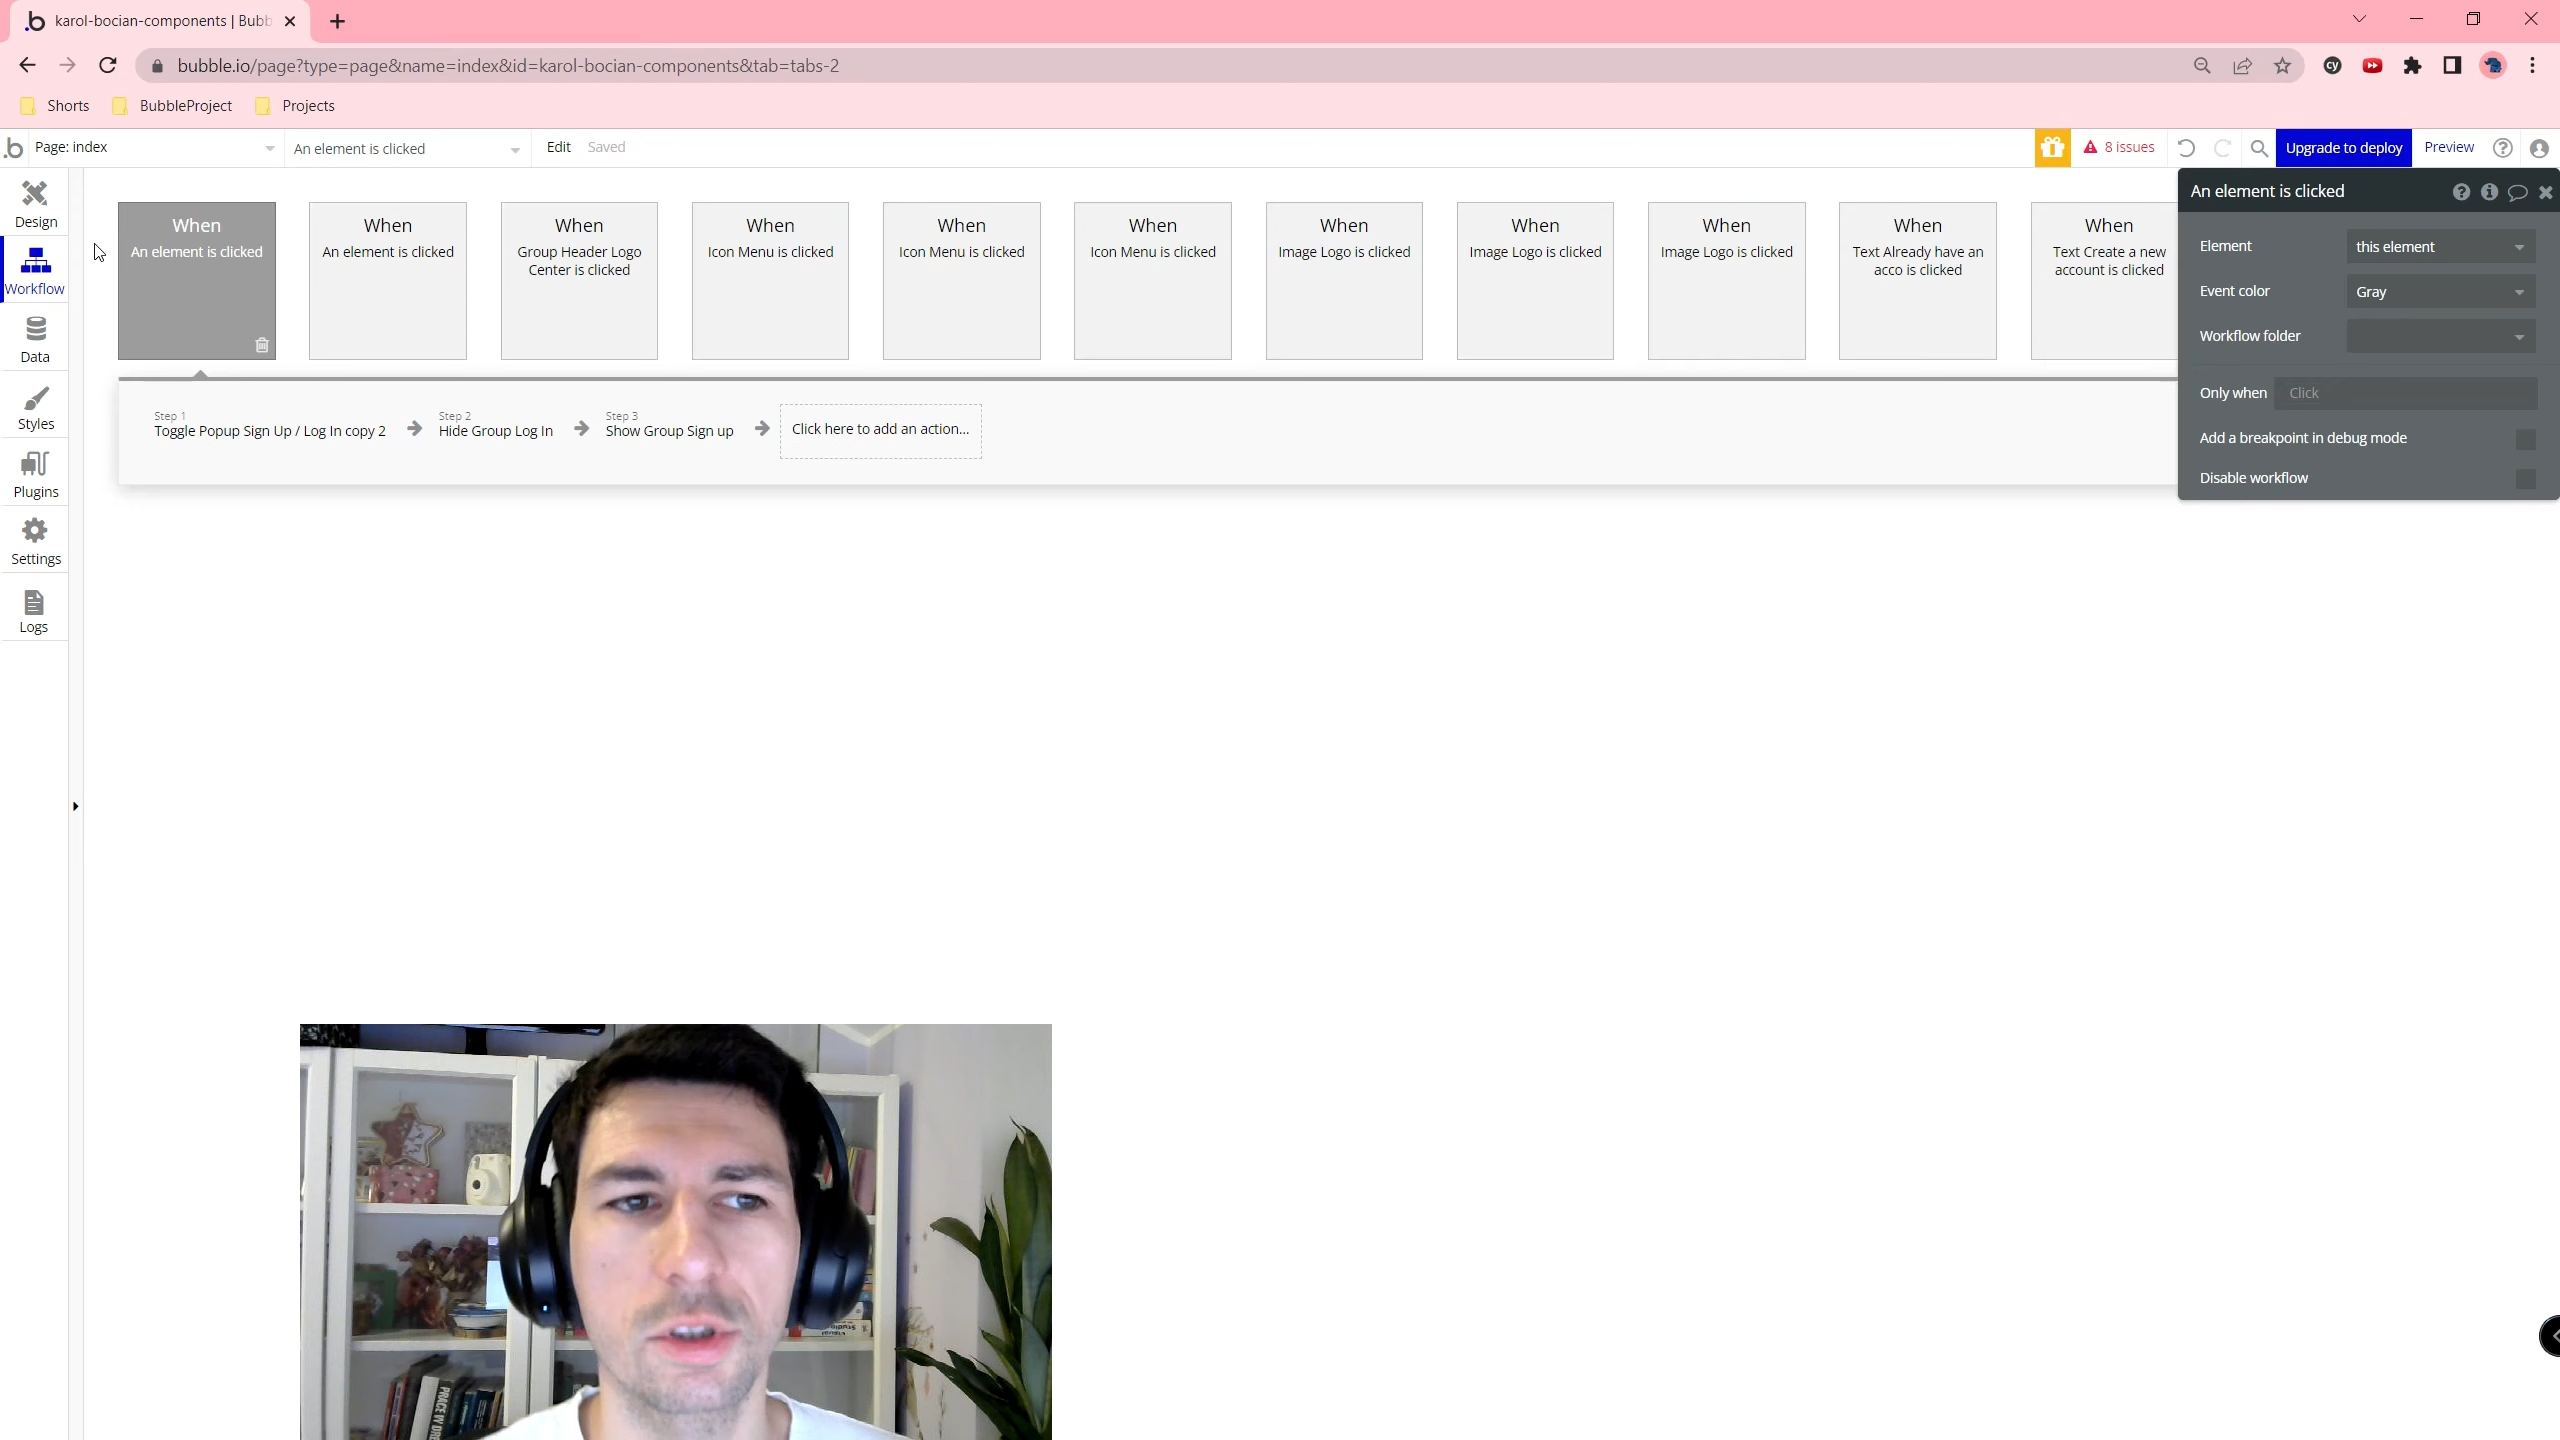 karol-bocian-components | Bubb
bubble.io/page?type=page&name=index&id=karol-bocian-components&tab=tabs-2
Shorts
BubbleProject
Projects
Page: index
An element is clicked
Edit
Saved
8 issues
Upgrade to deploy
Preview
Design
Workflow
Data
Styles
Plugins
Settings
Logs
When
An element is clicked
When
An element is clicked
When
Group Header Logo
Center is clicked
When
Icon Menu is clicked
When
Icon Menu is clicked
When
Icon Menu is clicked
When
Image Logo is clicked
When
Image Logo is clicked
When
Image Logo is clicked
When
Text Already have an
acco is clicked
When
Text Create a new
account is clicked
Step 1
Toggle Popup Sign Up / Log In copy 2
Step 2
Hide Group Log In
Step 3
Show Group Sign up
Click here to add an action...
An element is clicked
Element
this element
Event color
Gray
Workflow folder
Only when
Click
Add a breakpoint in debug mode
Disable workflow
PRACE W DRE